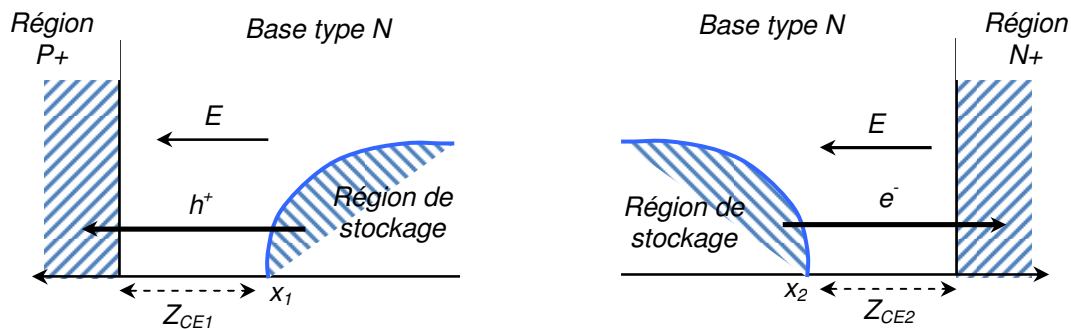 Région
P+
Base type N
E
h+
Région de
stockage
x1
ZCE1
Base type N
Région
N+
E
e-
Région de
stockage
x2
ZCE2